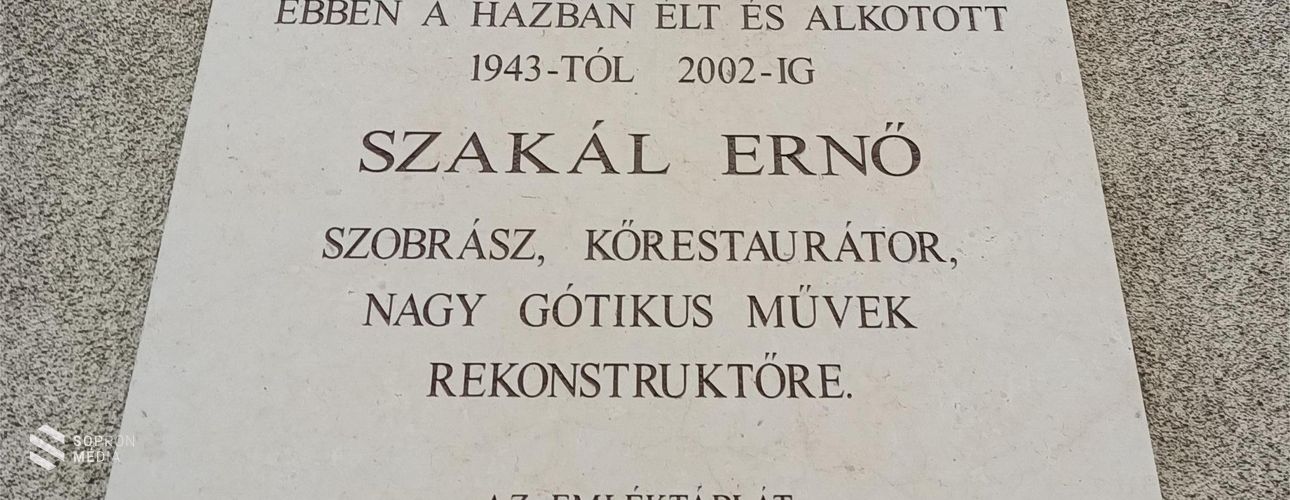 EBBEN A HÁZBAN ÉLT ÉS ALKOTOTT
1943-TÓL 2002-IG
SZAKÁL ERNŐ
SZOBRÁSZ, KŐRESTAURÁTOR,
NAGY GÓTIKUS MŰVEK
REKONSTRUKTŐRE.
AZ EMLÉKTÁBLÁT
SOPRON
MÉDIA